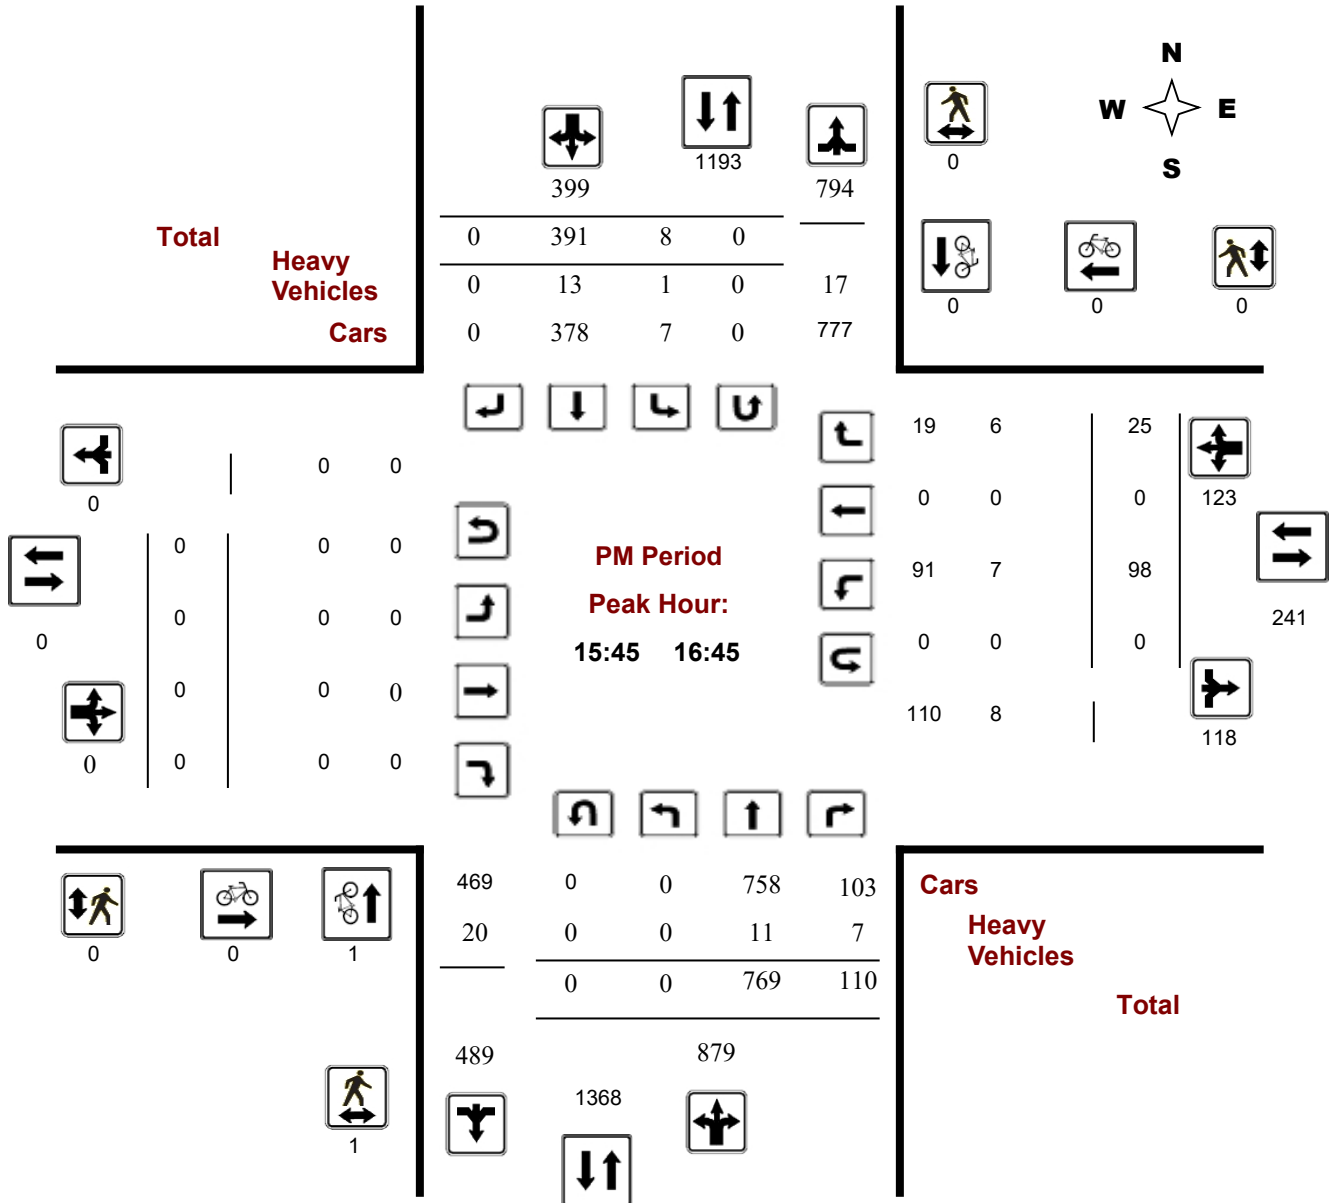 N
W E
S
1193
0
399 794
Total 0 391 8 0
Heavy
Vehicles 0 13 1 0 17
Cars 0 378 7 0 777
0 0 0
19 6 25
0 0
0
0 0 0 123
0 0 0
PM Period
91 7 98
Peak Hour:
0 0 0
241
0
15:45 16:45
0 0 0
0 0 0
110 8
118
0 0 0 0
469 0 0 758 103
Cars
20 0 0 11 7
Heavy
Vehicles
0 0 1
0 0 769 110
Total
489 879
1368
1